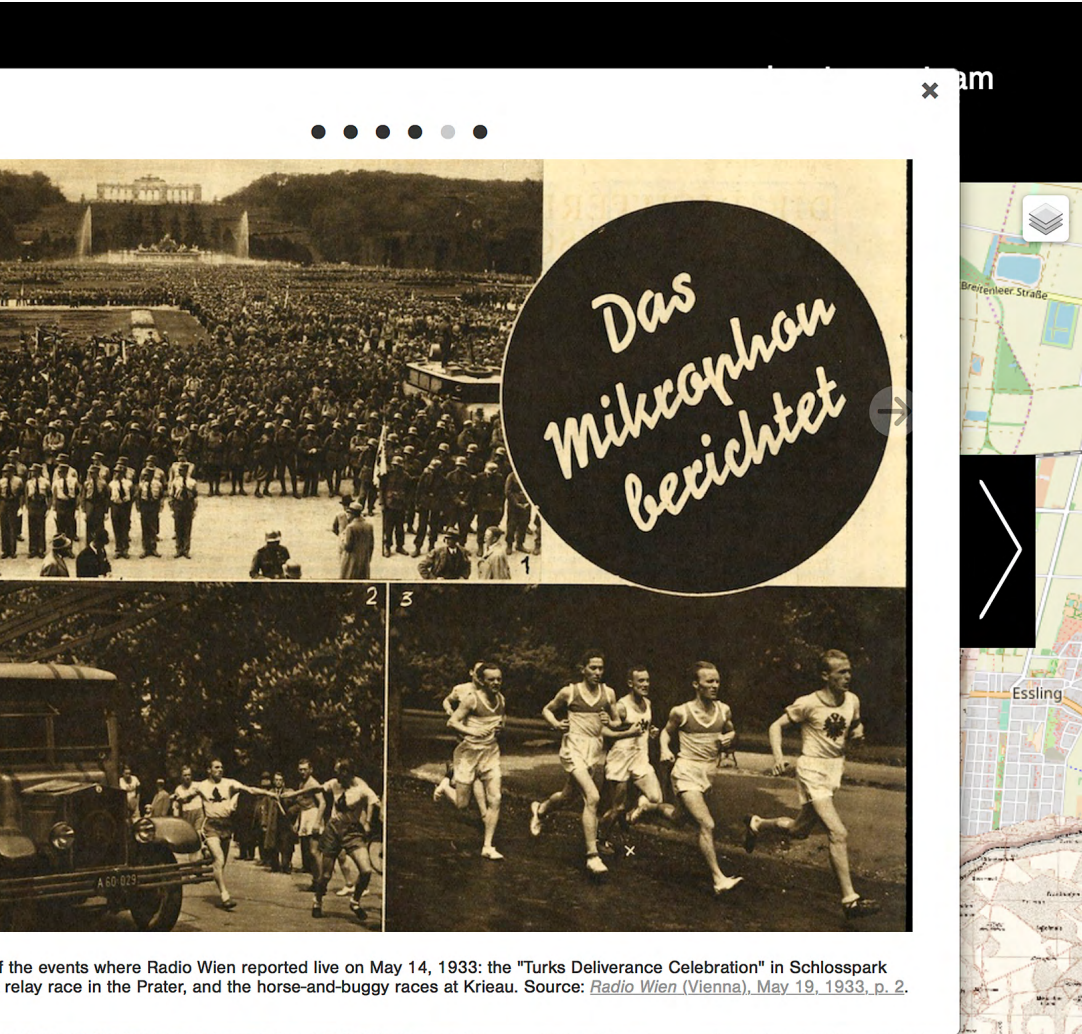 am
Das
Mikrophon
berichtet
1
2
3
A 60 029
Breitenleer Straße
Essling
f the events where Radio Wien reported live on May 14, 1933: the "Turks Deliverance Celebration" in Schlosspark
relay race in the Prater, and the horse-and-buggy races at Krieau. Source: Radio Wien (Vienna), May 19, 1933, p. 2.